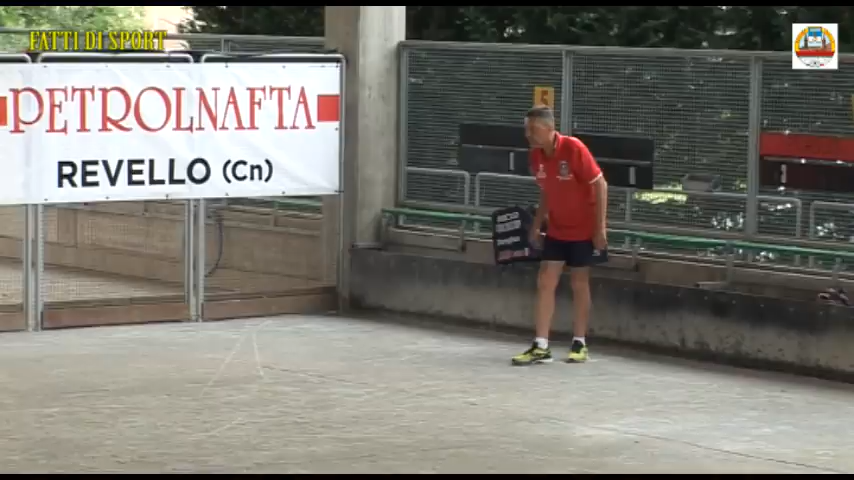 FATTI DI SPORT
PETROLNAFTA
REVELLO (Cn)